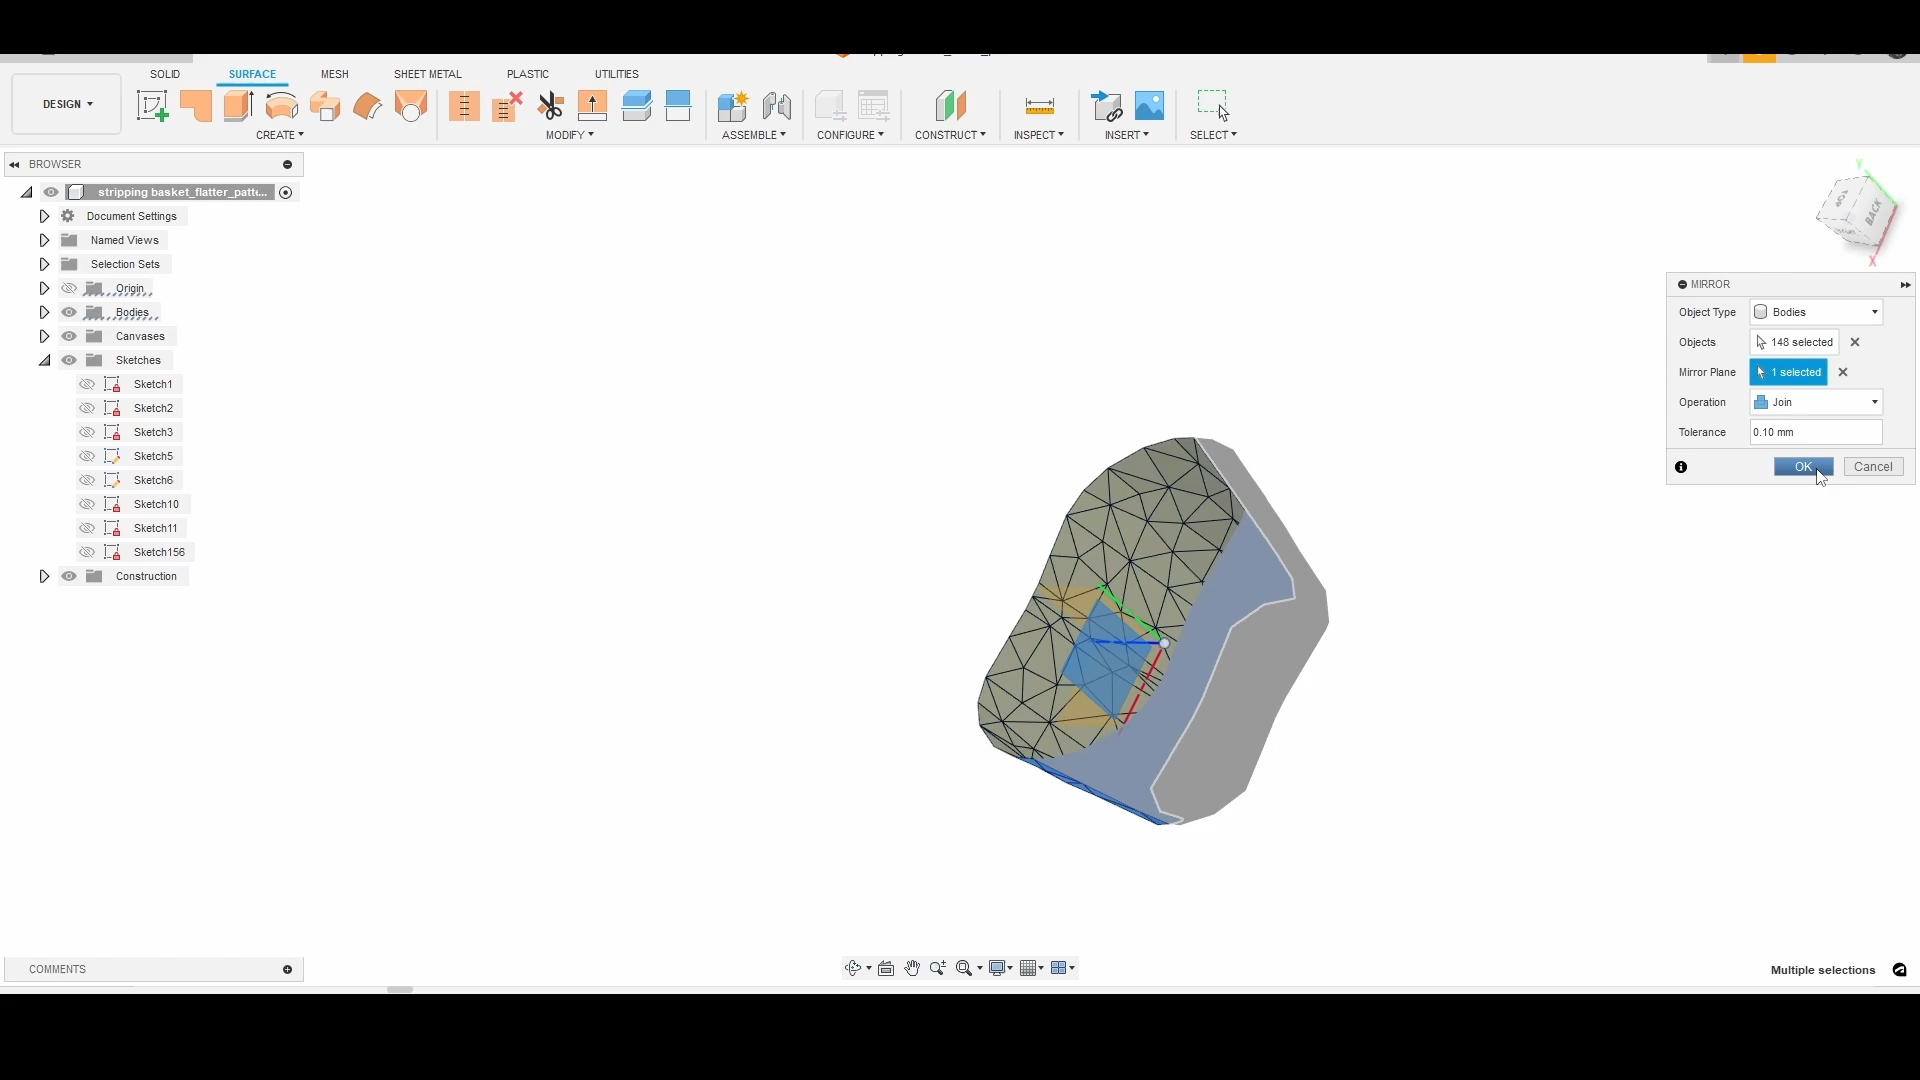 SOLID SURFACE MESH SHEET METAL PLASTIC UTILITIES
DESIGN
CREATE MODIFY ASSEMBLE CONFIGURE CONSTRUCT INSPECT INSERT SELECT
BROWSER
stripping basket_flatter_patte...
Document Settings
Named Views
Selection Sets
Origin
Bodies
Canvases
Sketches
Sketch1
Sketch2
Sketch3
Sketch5
Sketch6
Sketch10
Sketch11
Sketch156
Construction
Y
BACK
X
MIRROR
Object Type Bodies
Objects 148 selected
Mirror Plane 1 selected
Operation Join
Tolerance 0.10 mm
OK Cancel
COMMENTS
Multiple selections